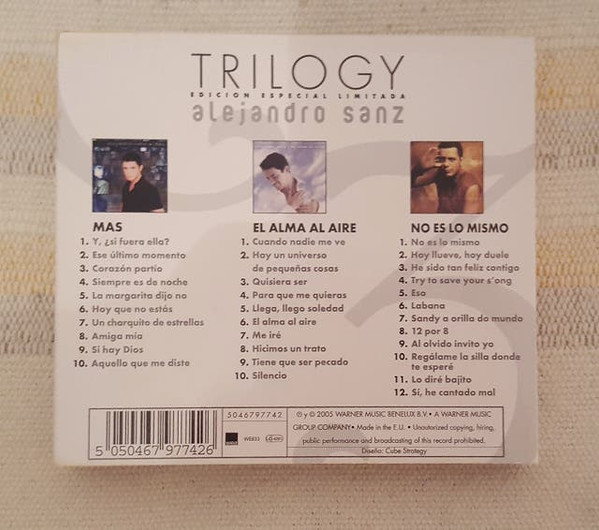 TRILOGY
EDICION ESPECIAL LIMITADA
alejandro sanz
MAS
1. Y, ¿si fuera ella?
2. Ese último momento
3. Corazón partío
4. Siempre es de noche
5. La margarita dijo no
6. Hoy que no estás
7. Un charquito de estrellas
8. Amiga mía
9. Si hay Dios
10. Aquello que me diste
EL ALMA AL AIRE
1. Cuando nadie me ve
2. Hay un universo
de pequeñas cosas
3. Quisiera ser
4. Para que me quieras
5. Llega, llego soledad
6. El alma al aire
7. Me iré
8. Hicimos un trato
9. Tiene que ser pecado
10. Silencio
NO ES LO MISMO
1. No es lo mismo
2. Hoy llueve, hoy duele
3. He sido tan feliz contigo
4. Try to save your s'ong
5. Eso
6. Labana
7. Sandy a orilla do mundo
8. 12 por 8
9. Al olvido invito yo
10. Regálame la silla donde
te esperé
11. Lo diré bajito
12. Sí, he cantado mal
5 050467 977426
5046797742
WE833
℗ y © 2005 WARNER MUSIC BENELUX B.V.• A WARNER MUSIC
GROUP COMPANY• Made in the E.U. • Unautorized copying, hiring,
public performance and broadcasting of this record prohibited.
Diseño: Cube Strategy